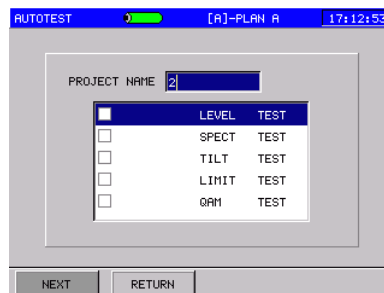 AUTOTEST [A]-PLAN A 17:12:53
PROJECT NAME 2
LEVEL TEST
SPECT TEST
TILT TEST
LIMIT TEST
QAM TEST
NEXT RETURN